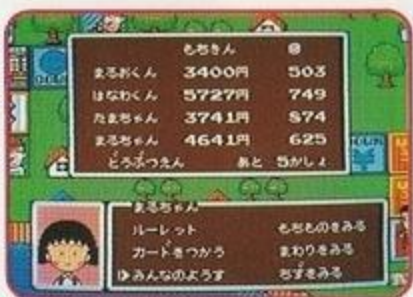 もちきん @
まるおくん 3400円 503
はなわくん 5727円 749
たまちゃん 3741円 874
まるちゃん 4641円 625
どうぶつえん あと 5かしょ
まるちゃん
ルーレット もちものをみる
カードをつかう まわりをみる
みんなのようす ちずをみる